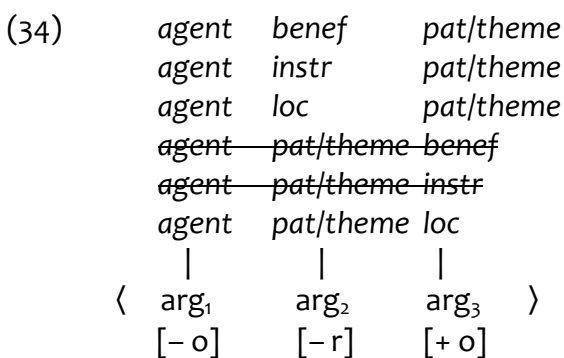 (34) agent benef pat/theme
agent instr pat/theme
agent loc pat/theme
agent pat/theme benef
agent pat/theme instr
agent pat/theme loc
| | |
⟨ arg₁ arg₂ arg₃ ⟩
[– o] [– r] [+ o]